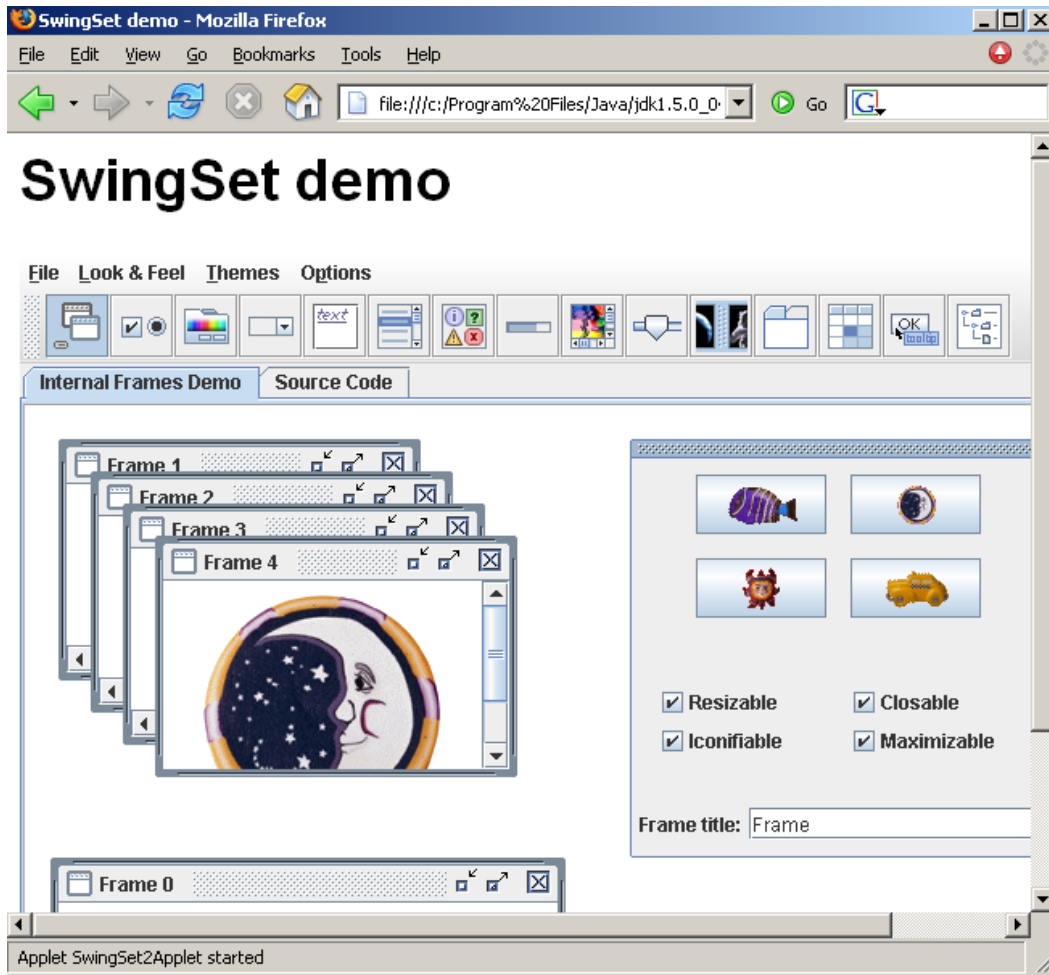 SwingSet demo - Mozilla Firefox
File Edit View Go Bookmarks Tools Help
file:///c:/Program%20Files/Java/jdk1.5.0_0 Go G
SwingSet demo
File Look & Feel Themes Options
text
OK
tooltip
Internal Frames Demo Source Code
Frame 1
Frame 2
Frame 3
Frame 4
Resizable Closable
Iconifiable Maximizable
Frame title: Frame
Frame 0
Applet SwingSet2Applet started